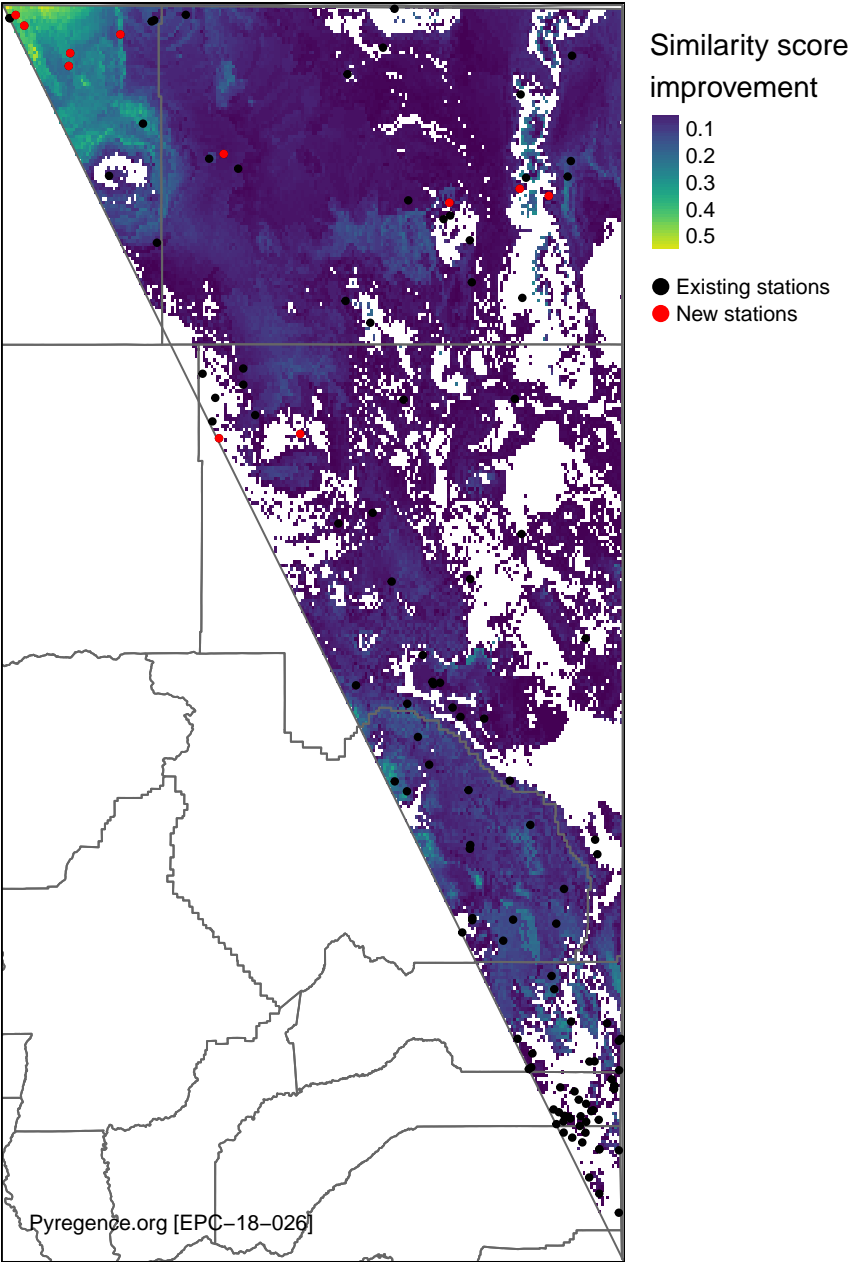 Similarity score
improvement
0.1
0.2
0.3
0.4
0.5
Existing stations
New stations
Pyregence.org [EPC−18−026]